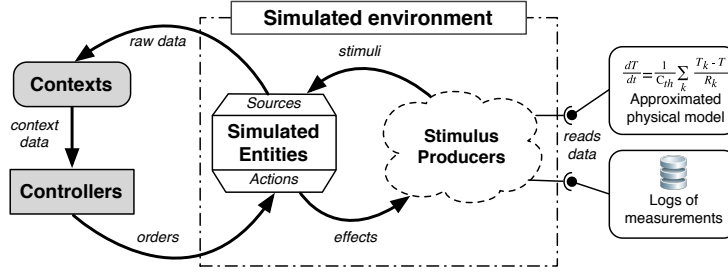 Simulated environment
raw data
stimuli
Contexts
context
data
Controllers
orders
Sources
Simulated
Entities
Actions
effects
Stimulus
Producers
reads
data
dT/dt = 1/C_th ∑_k (T_k - T)/R_k
Approximated
physical model
Logs of
measurements